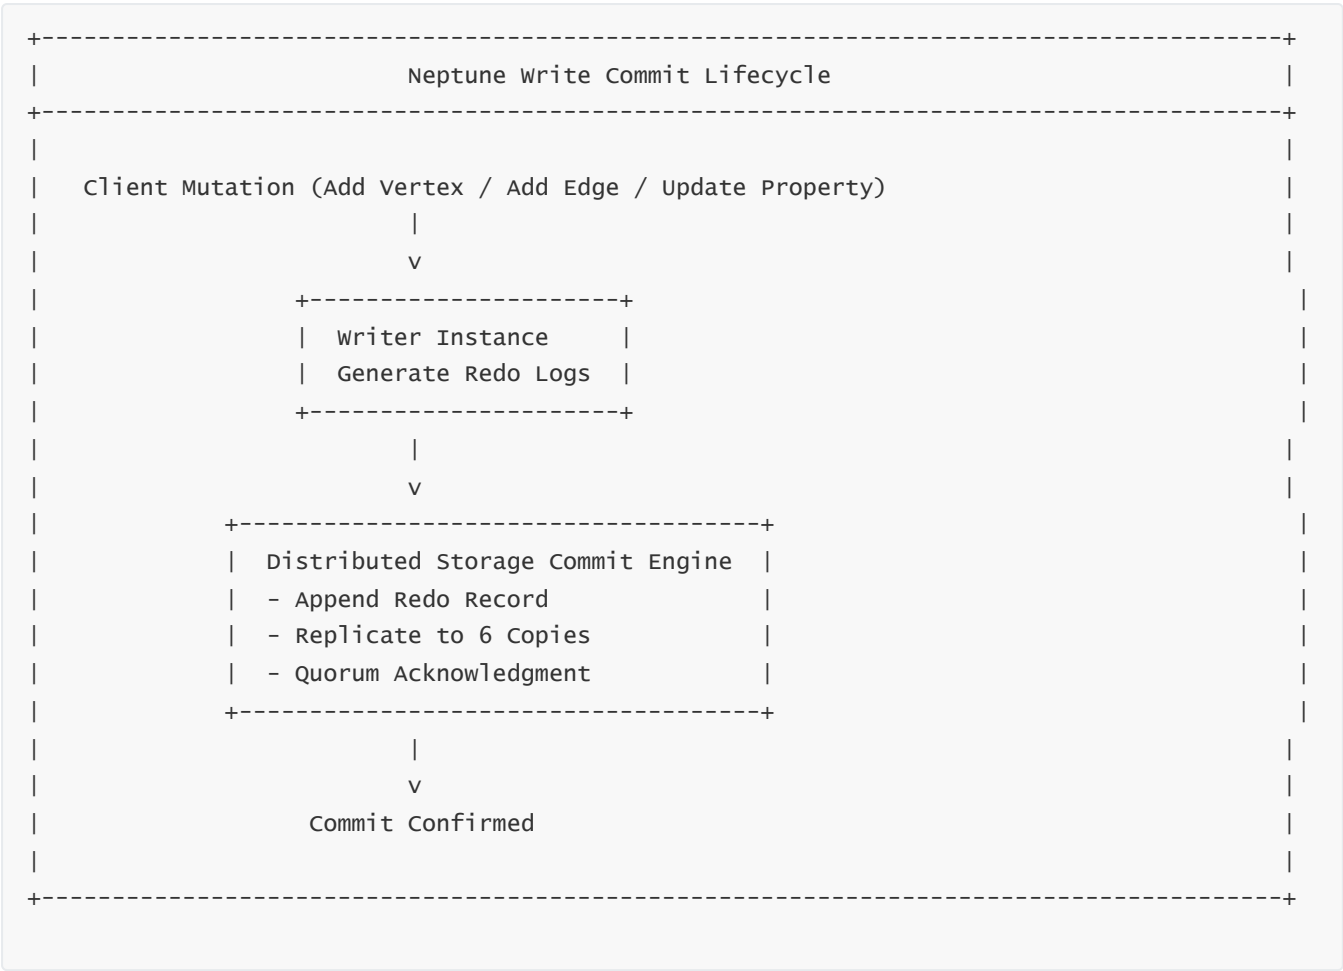 +----------------------------------------------------------------------------------------+
|                          Neptune Write Commit Lifecycle                                |
+----------------------------------------------------------------------------------------+
|                                                                                        |
|   Client Mutation (Add Vertex / Add Edge / Update Property)                            |
|                          |                                                             |
|                          v                                                             |
|                  +----------------------+                                               |
|                  |  Writer Instance     |                                               |
|                  |  Generate Redo Logs  |                                               |
|                  +----------------------+                                               |
|                          |                                                             |
|                          v                                                             |
|             +-------------------------------------+                                     |
|             |  Distributed Storage Commit Engine  |                                     |
|             |  - Append Redo Record               |                                     |
|             |  - Replicate to 6 Copies            |                                     |
|             |  - Quorum Acknowledgment            |                                     |
|             +-------------------------------------+                                     |
|                          |                                                             |
|                          v                                                             |
|                   Commit Confirmed                                                     |
|                                                                                        |
+----------------------------------------------------------------------------------------+